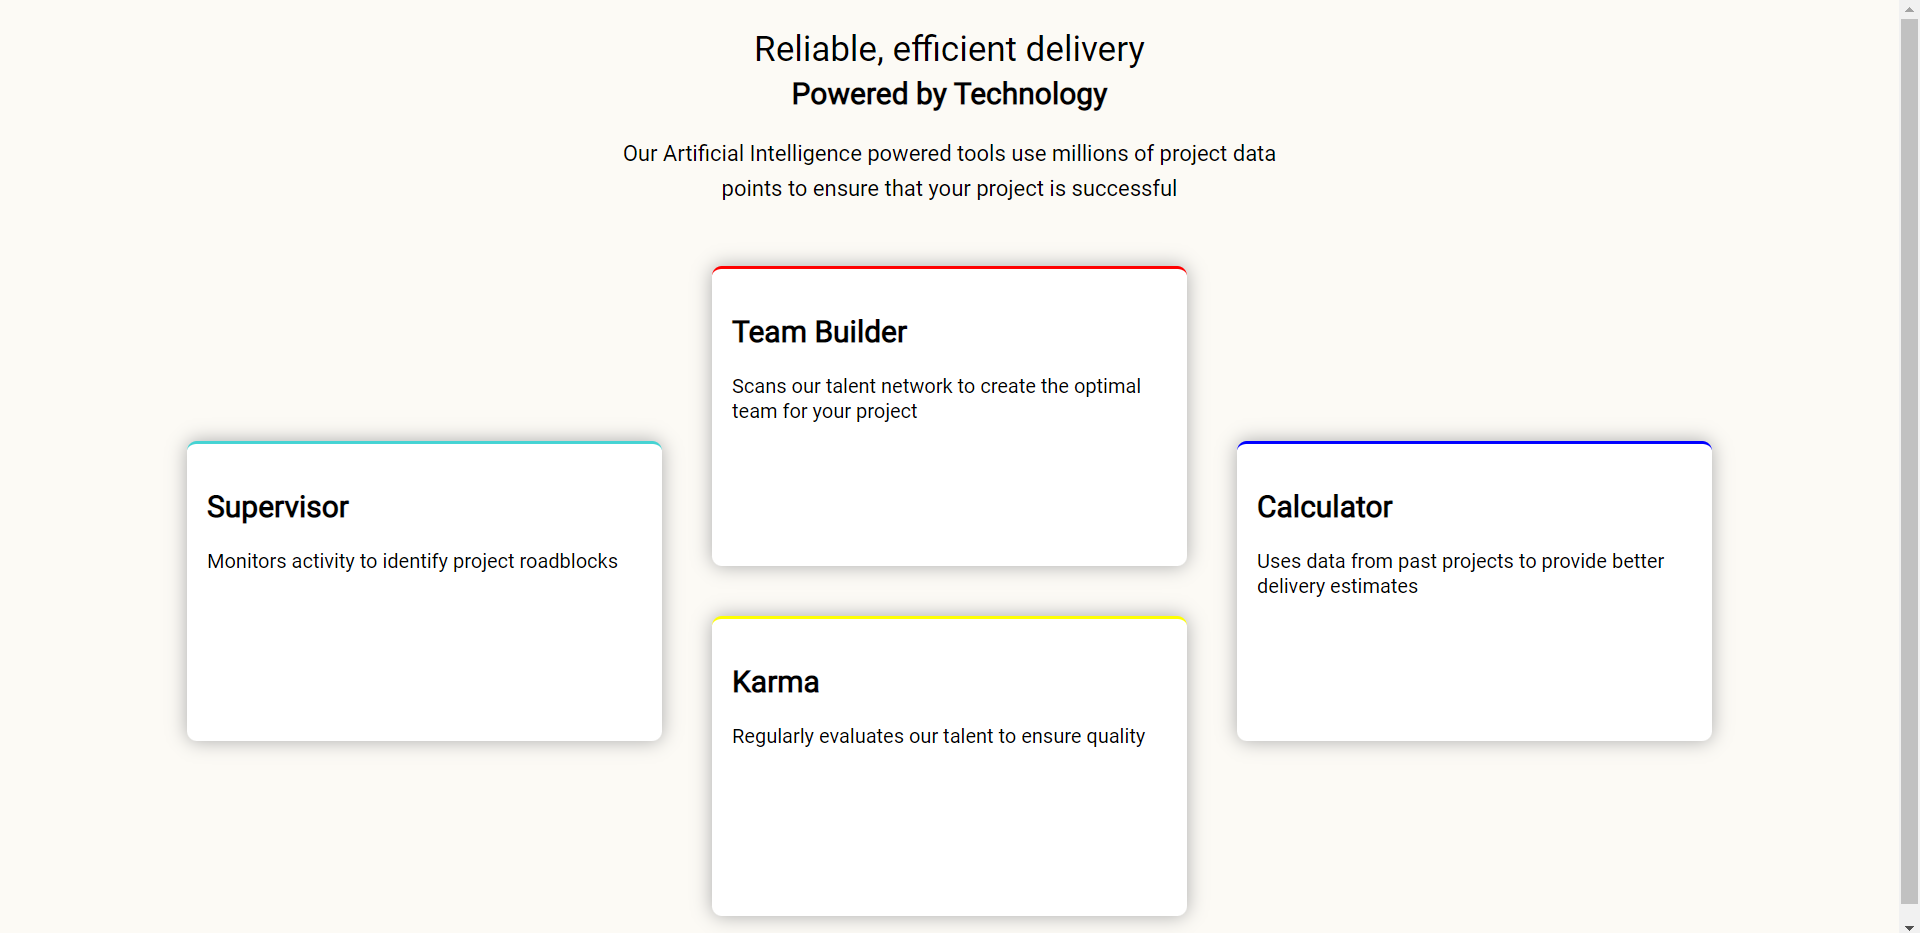 Reliable, efficient delivery
Powered by Technology
Our Artificial Intelligence powered tools use millions of project data
points to ensure that your project is successful
Team Builder
Scans our talent network to create the optimal
team for your project
Supervisor
Monitors activity to identify project roadblocks
Calculator
Uses data from past projects to provide better
delivery estimates
Karma
Regularly evaluates our talent to ensure quality